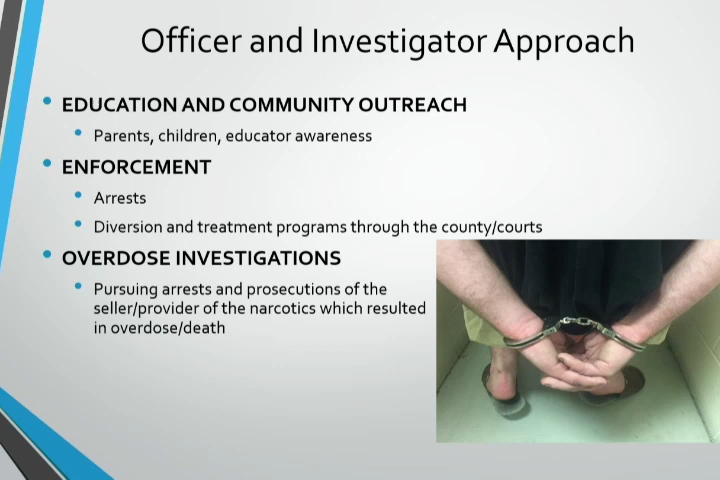 Officer and Investigator Approach
• EDUCATION AND COMMUNITY OUTREACH
• Parents, children, educator awareness
• ENFORCEMENT
• Arrests
• Diversion and treatment programs through the county/courts
• OVERDOSE INVESTIGATIONS
• Pursuing arrests and prosecutions of the
seller/provider of the narcotics which resulted
in overdose/death